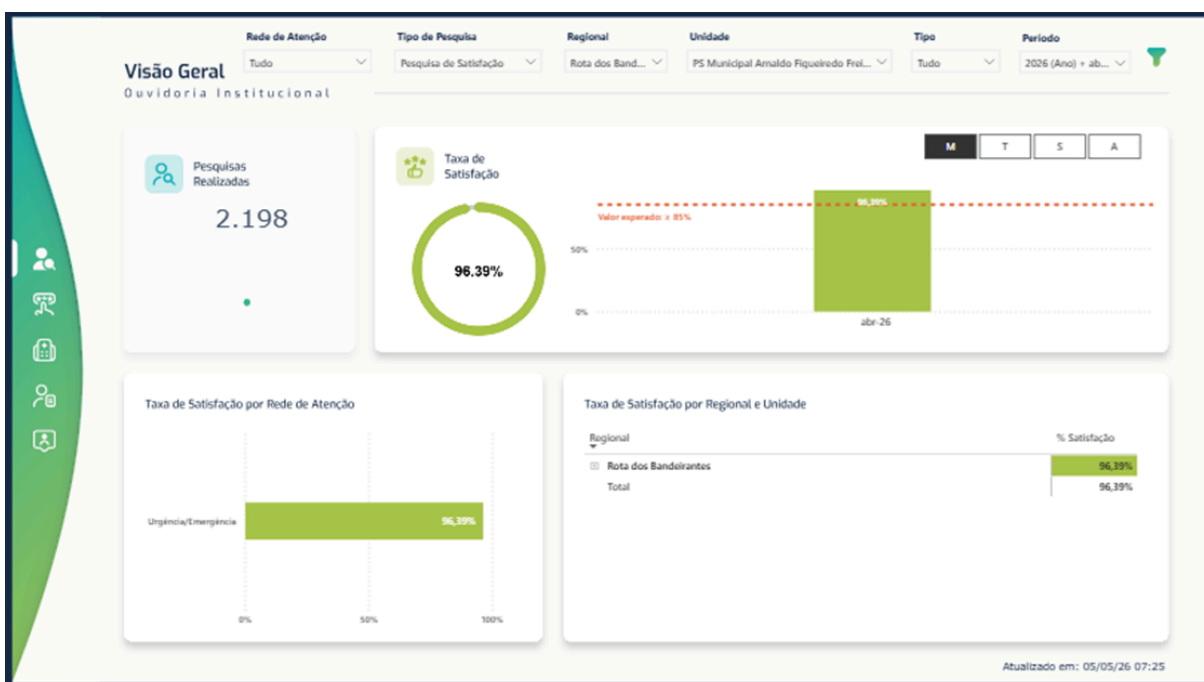 Rede de Atenção
Tudo
Tipo de Pesquisa
Pesquisa de Satisfação
Regional
Rota dos Band...
Unidade
PS Municipal Arnaldo Figueiredo Frei...
Tipo
Tudo
Período
2026 (Ano) + ab...
Visão Geral
Ouvidoria Institucional
Pesquisas
Realizadas
2.198
Taxa de
Satisfação
96.39%
M
T
S
A
96,39%
Valor esperado: ≥ 85%
50%
0%
abr-26
Taxa de Satisfação por Rede de Atenção
Urgência/Emergência
96,39%
0%
50%
100%
Taxa de Satisfação por Regional e Unidade
Regional
% Satisfação
Rota dos Bandeirantes
96,39%
Total
96,39%
Atualizado em: 05/05/26 07:25